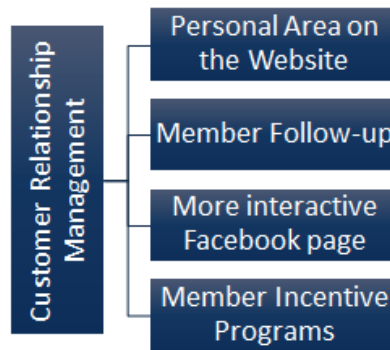 Customer Relationship
Management
Personal Area on
the Website
Member Follow-up
More interactive
Facebook page
Member Incentive
Programs